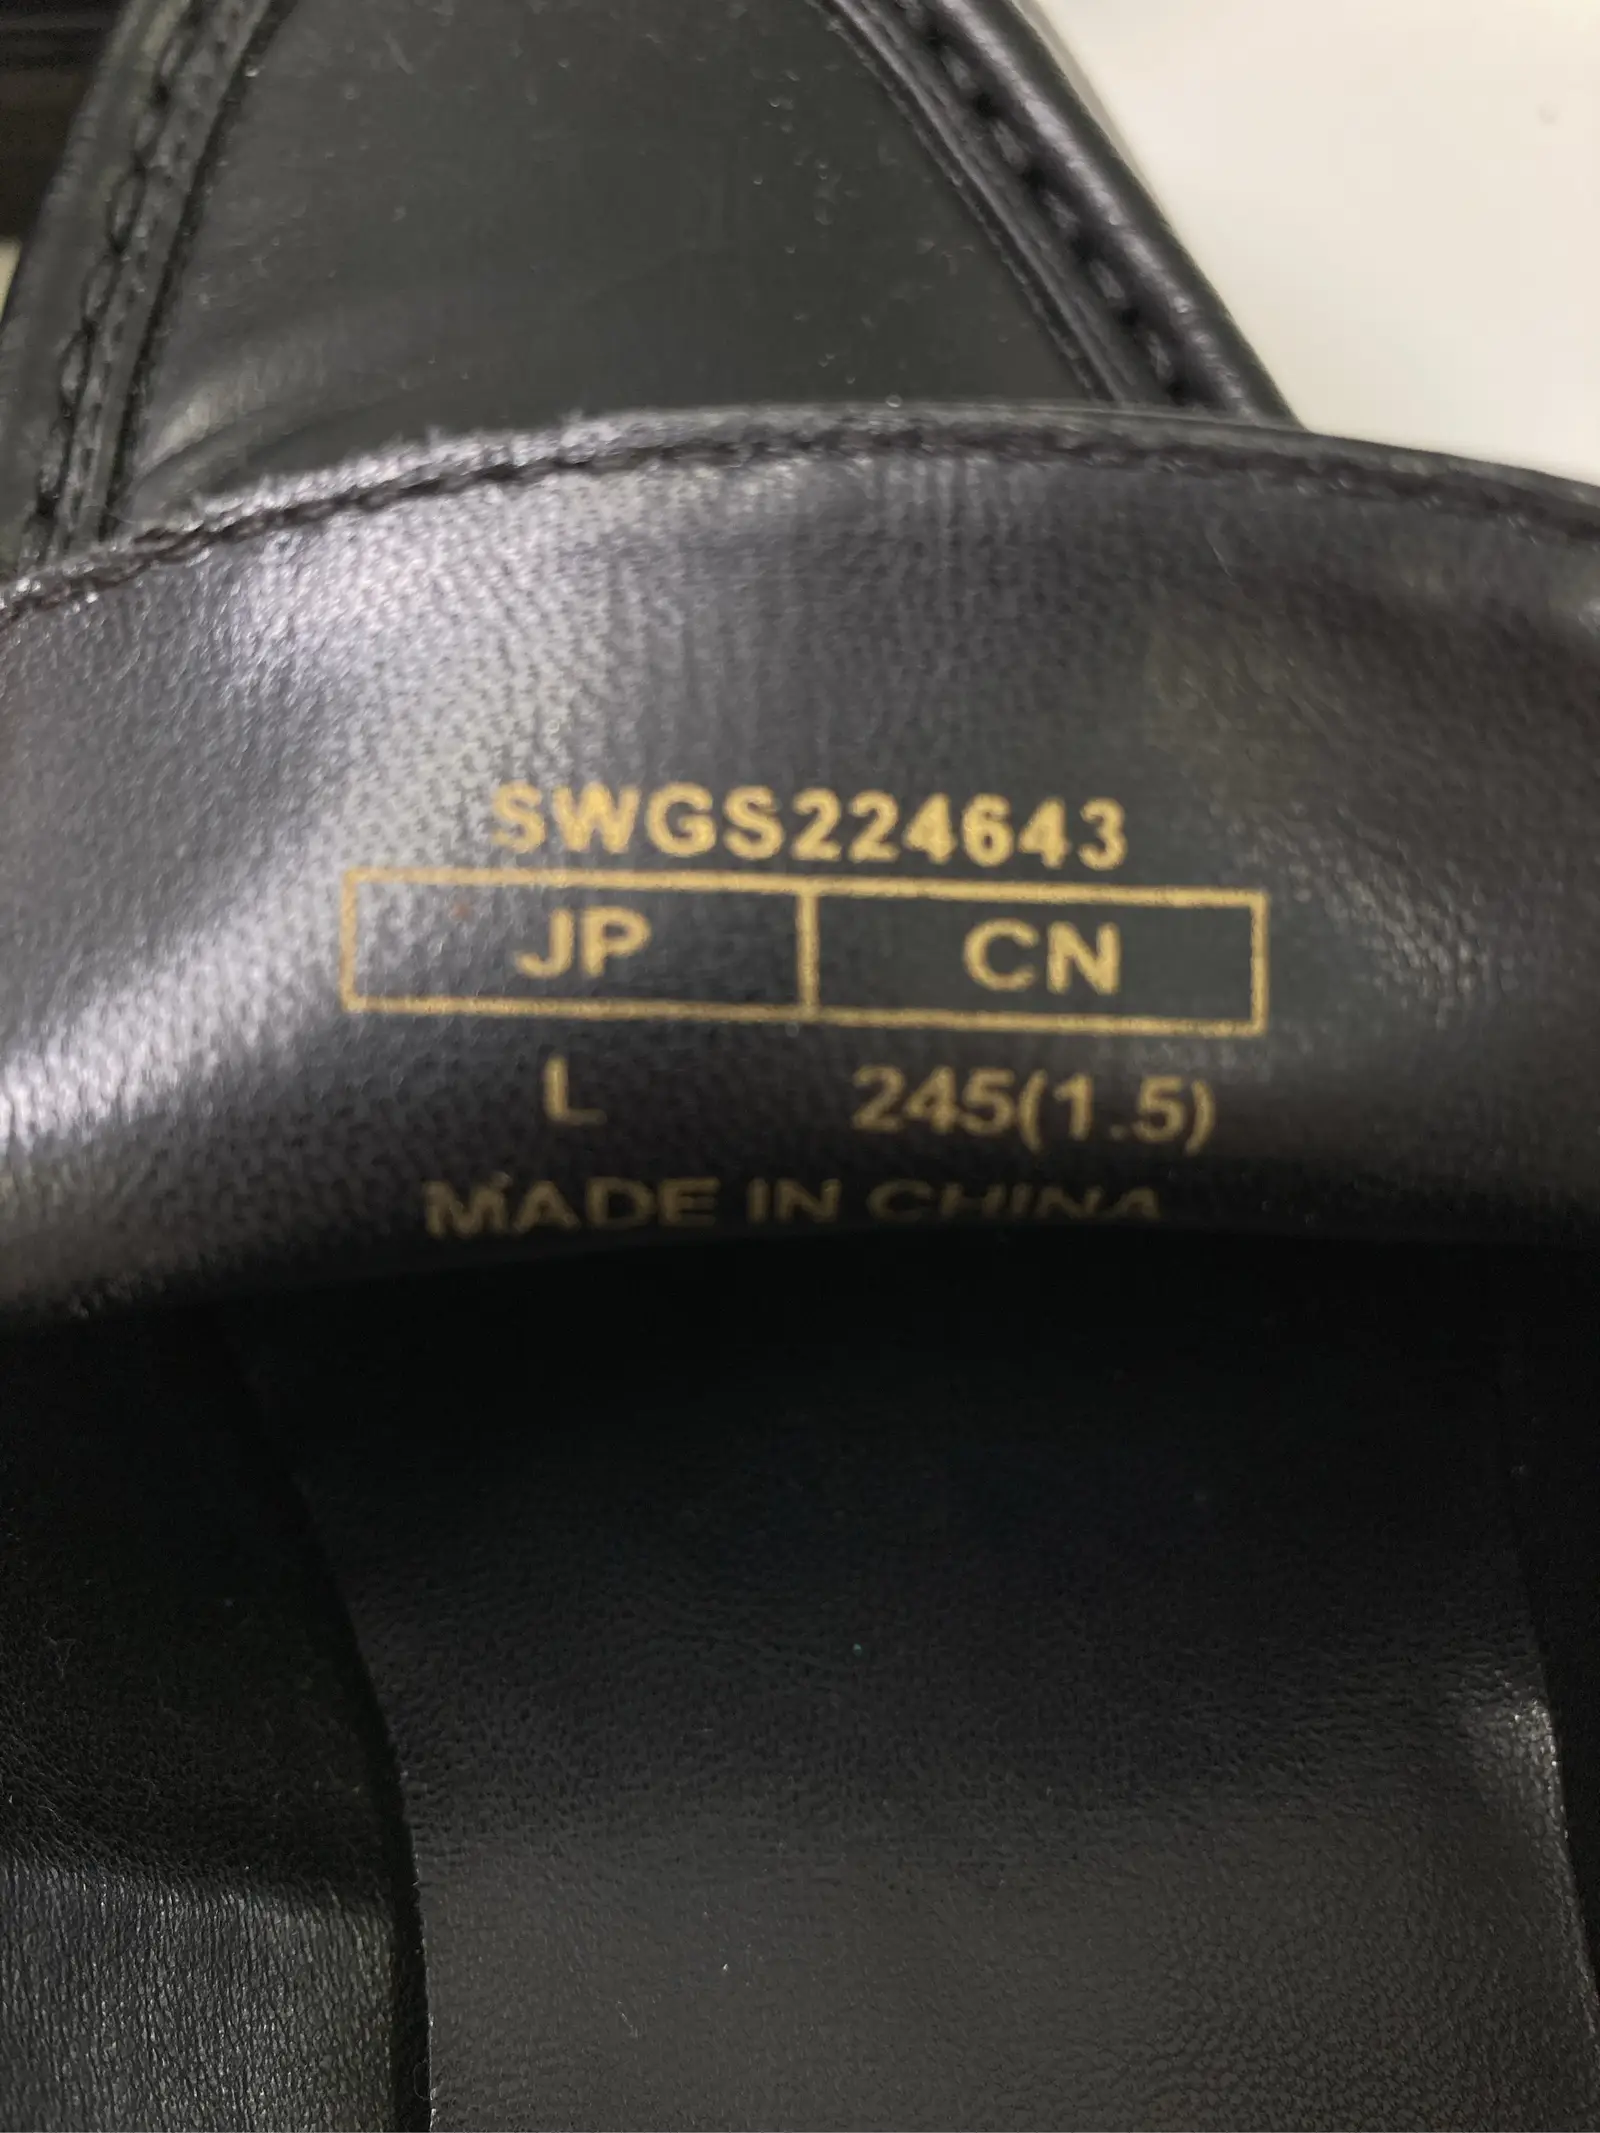 SWGS224643
JP CN
L 245(1.5)
MADE IN CHINA